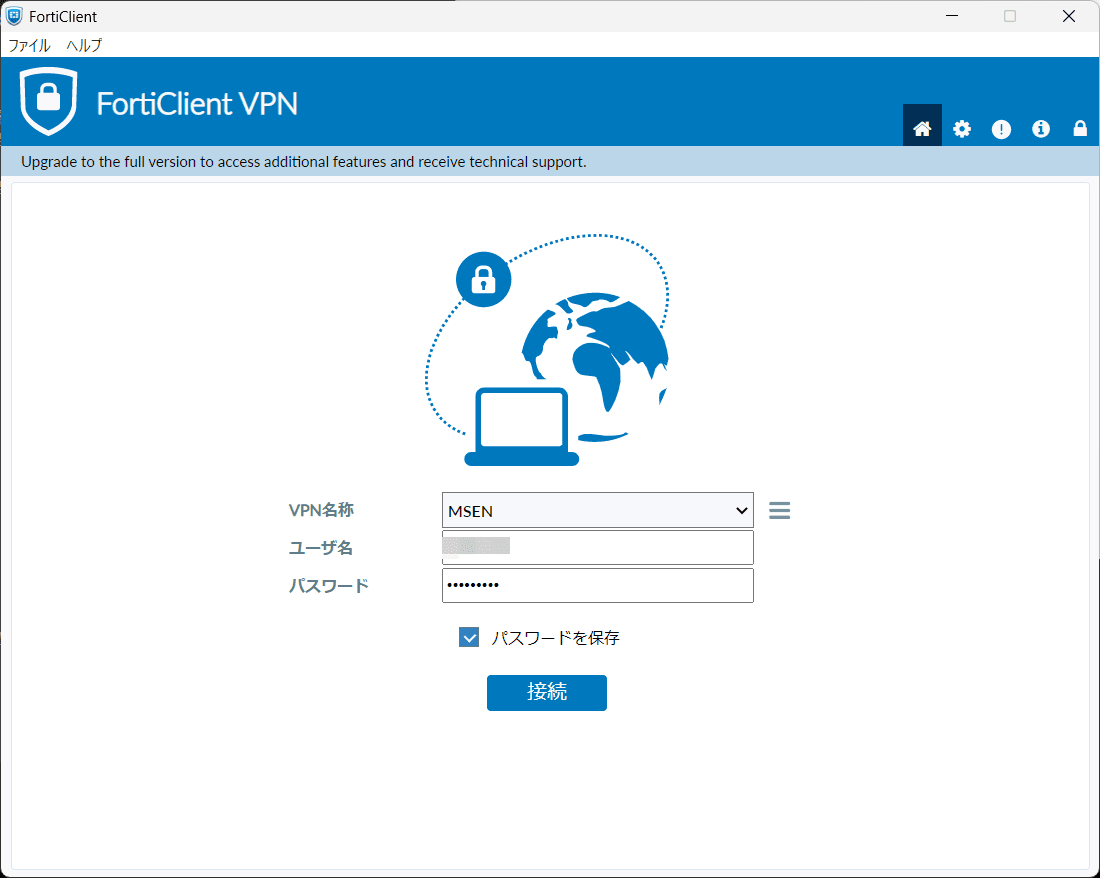 FortiClient
ファイル ヘルプ
FortiClient VPN
Upgrade to the full version to access additional features and receive technical support.
VPN名称 MSEN
ユーザ名
パスワード •••••••••
パスワードを保存
接続